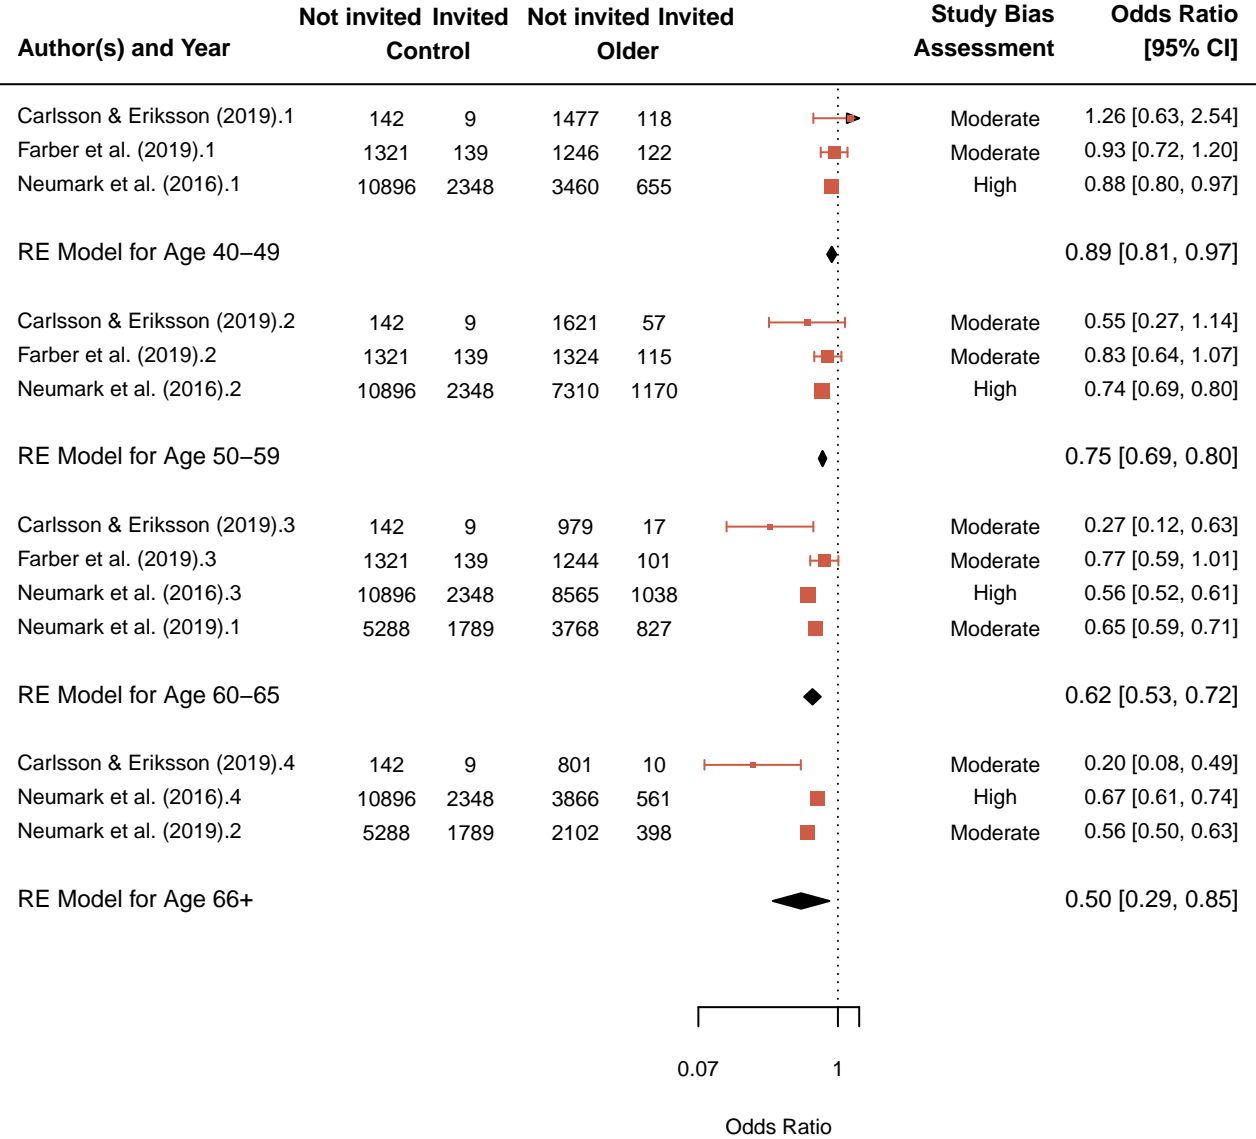 Not invited Invited Not invited Invited Study Bias Odds Ratio
Author(s) and Year Control Older Assessment [95% CI]
Carlsson & Eriksson (2019).1 142 9 1477 118 Moderate 1.26 [0.63, 2.54]
Farber et al. (2019).1 1321 139 1246 122 Moderate 0.93 [0.72, 1.20]
Neumark et al. (2016).1 10896 2348 3460 655 High 0.88 [0.80, 0.97]
RE Model for Age 40−49 0.89 [0.81, 0.97]
Carlsson & Eriksson (2019).2 142 9 1621 57 Moderate 0.55 [0.27, 1.14]
Farber et al. (2019).2 1321 139 1324 115 Moderate 0.83 [0.64, 1.07]
Neumark et al. (2016).2 10896 2348 7310 1170 High 0.74 [0.69, 0.80]
RE Model for Age 50−59 0.75 [0.69, 0.80]
Carlsson & Eriksson (2019).3 142 9 979 17 Moderate 0.27 [0.12, 0.63]
Farber et al. (2019).3 1321 139 1244 101 Moderate 0.77 [0.59, 1.01]
Neumark et al. (2016).3 10896 2348 8565 1038 High 0.56 [0.52, 0.61]
Neumark et al. (2019).1 5288 1789 3768 827 Moderate 0.65 [0.59, 0.71]
RE Model for Age 60−65 0.62 [0.53, 0.72]
Carlsson & Eriksson (2019).4 142 9 801 10 Moderate 0.20 [0.08, 0.49]
Neumark et al. (2016).4 10896 2348 3866 561 High 0.67 [0.61, 0.74]
Neumark et al. (2019).2 5288 1789 2102 398 Moderate 0.56 [0.50, 0.63]
RE Model for Age 66+ 0.50 [0.29, 0.85]
0.07 1
Odds Ratio